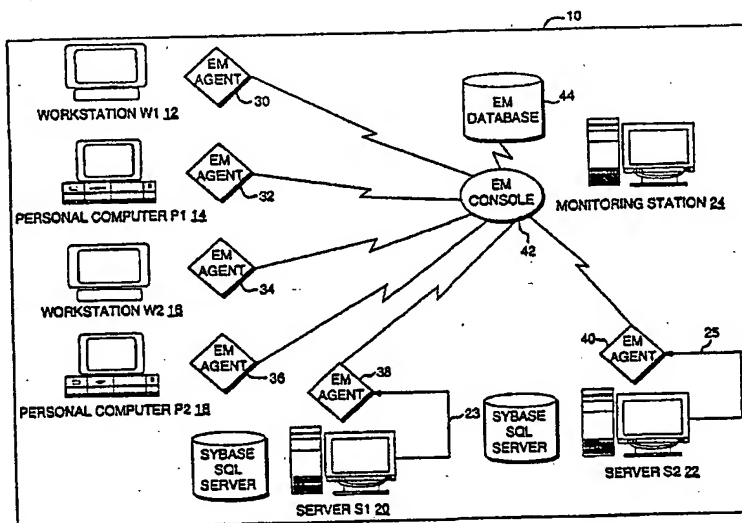 10
EM
AGENT
30
WORKSTATION W1 12
EM
DATABASE
44
EM
AGENT
32
PERSONAL COMPUTER P1 14
EM
CONSOLE
42
MONITORING STATION 24
EM
AGENT
34
WORKSTATION W2 16
EM
AGENT
36
PERSONAL COMPUTER P2 18
EM
AGENT
38
40
EM
AGENT
25
23
SYBASE
SQL
SERVER
SERVER S1 20
SYBASE
SQL
SERVER
SERVER S2 22